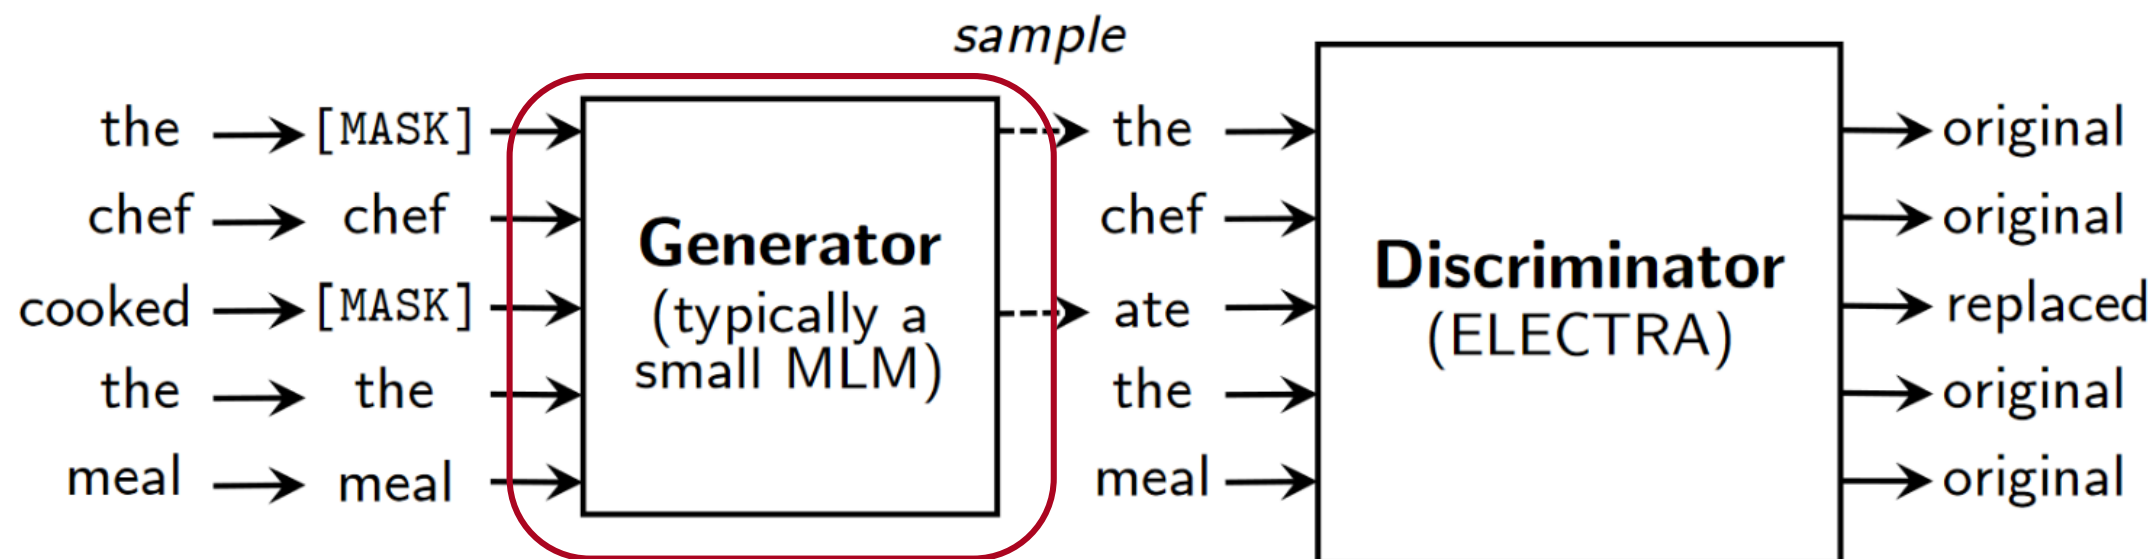 sample
the [MASK] the original
chef chef chef original
cooked [MASK] ate replaced
the the the original
meal meal meal original
Generator
(typically a
small MLM)
Discriminator
(ELECTRA)